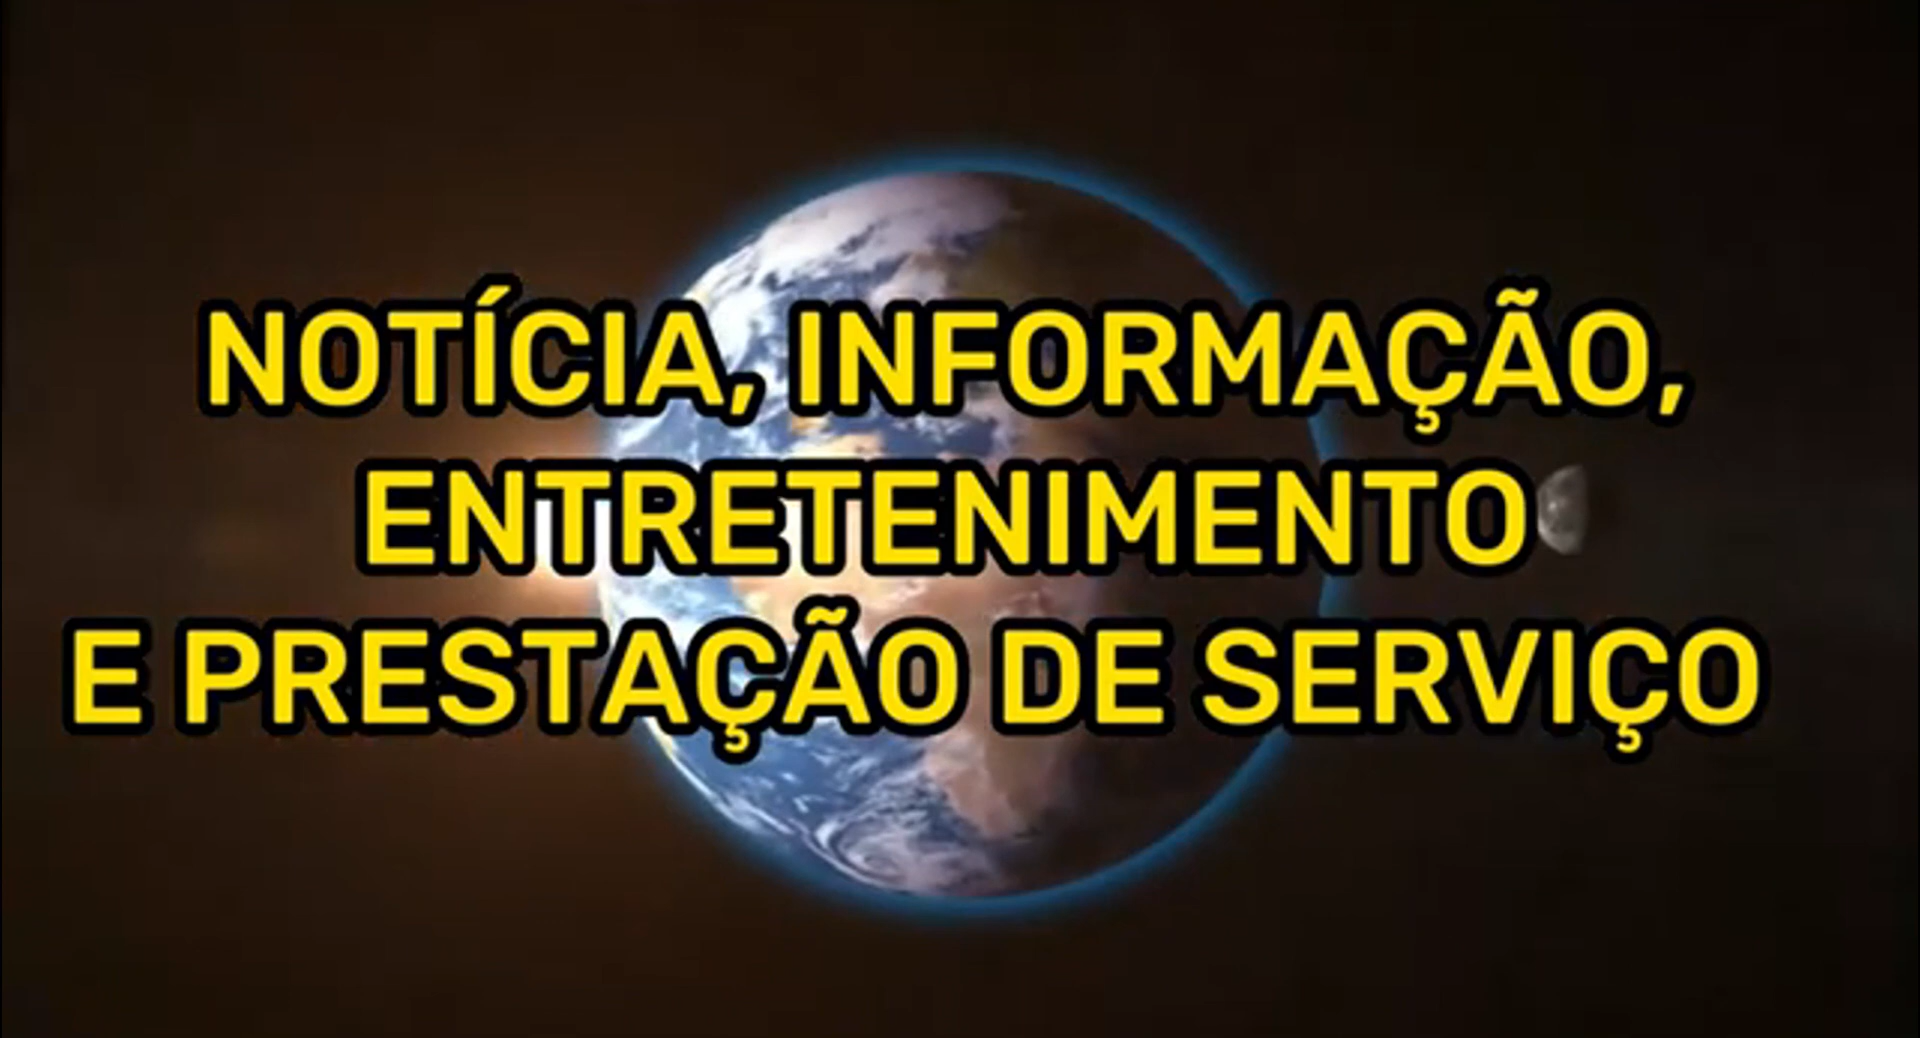 NOTÍCIA, INFORMAÇÃO,
ENTRETENIMENTO
E PRESTAÇÃO DE SERVIÇO